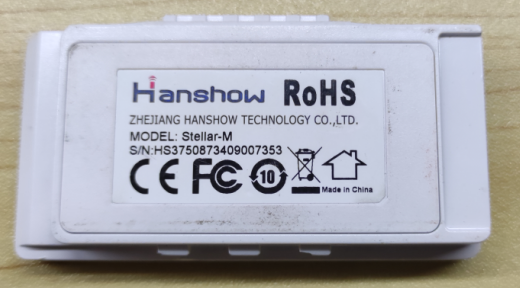 Hanshow RoHS
ZHEJIANG HANSHOW TECHNOLOGY CO.,LTD.
MODEL: Stellar-M
S/N:HS3750873409007353
CE FC 10
Made in China